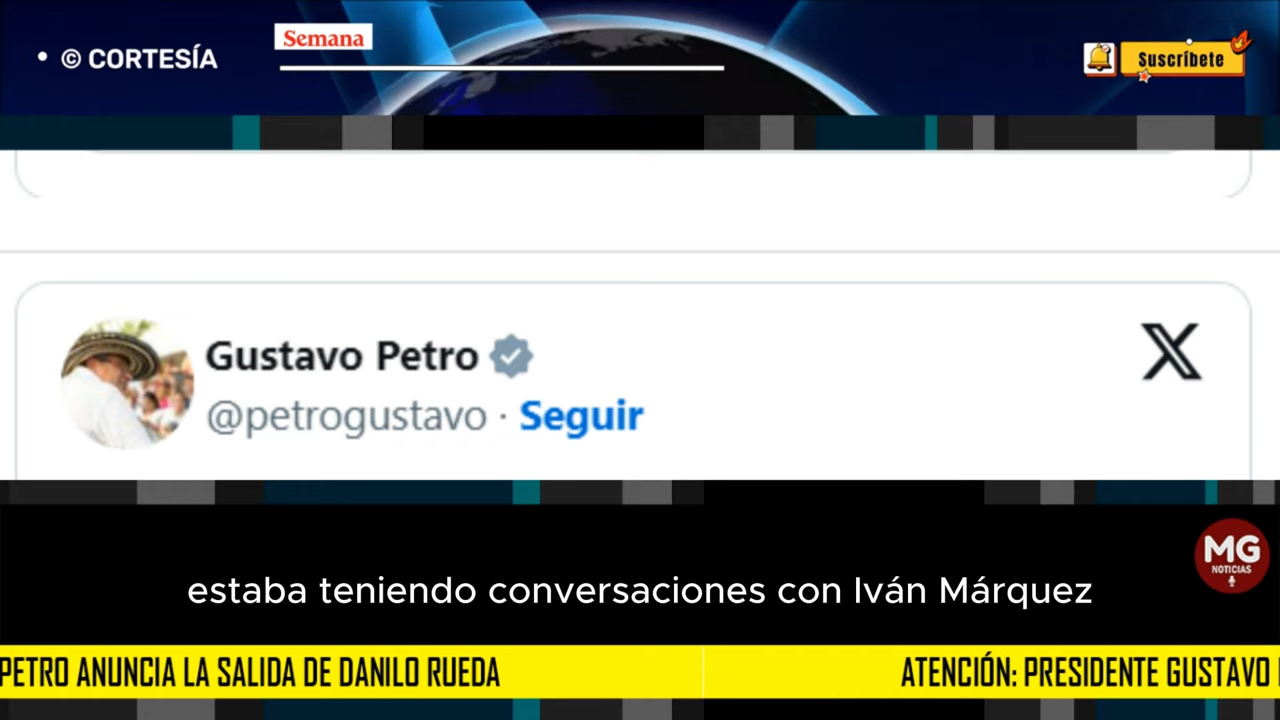 • © CORTESÍA
Semana
Suscríbete
Gustavo Petro
@petrogustavo · Seguir
MG
NOTICIAS
estaba teniendo conversaciones con Iván Márquez
PETRO ANUNCIA LA SALIDA DE DANILO RUEDA
ATENCIÓN: PRESIDENTE GUSTAVO